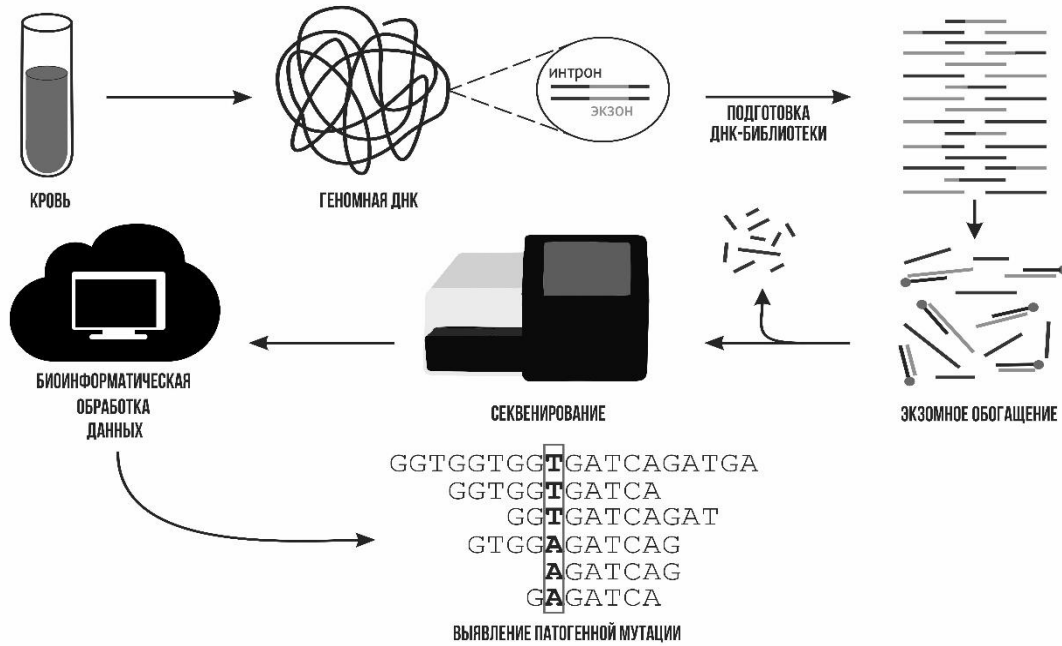 КРОВЬ
ГЕНОМНАЯ ДНК
интрон
экзон
ПОДГОТОВКА
ДНК-БИБЛИОТЕКИ
ЭКЗОМНОЕ ОБОГАЩЕНИЕ
СЕКВЕНИРОВАНИЕ
БИОИНФОРМАТИЧЕСКАЯ
ОБРАБОТКА
ДАННЫХ
GGTGGTGGTGATCAGATGA
GGTGGTGATCA
GGTGATCAGAT
GTGGAGATCAG
AGATCAG
GAGATCA
ВЫЯВЛЕНИЕ ПАТОГЕННОЙ МУТАЦИИ